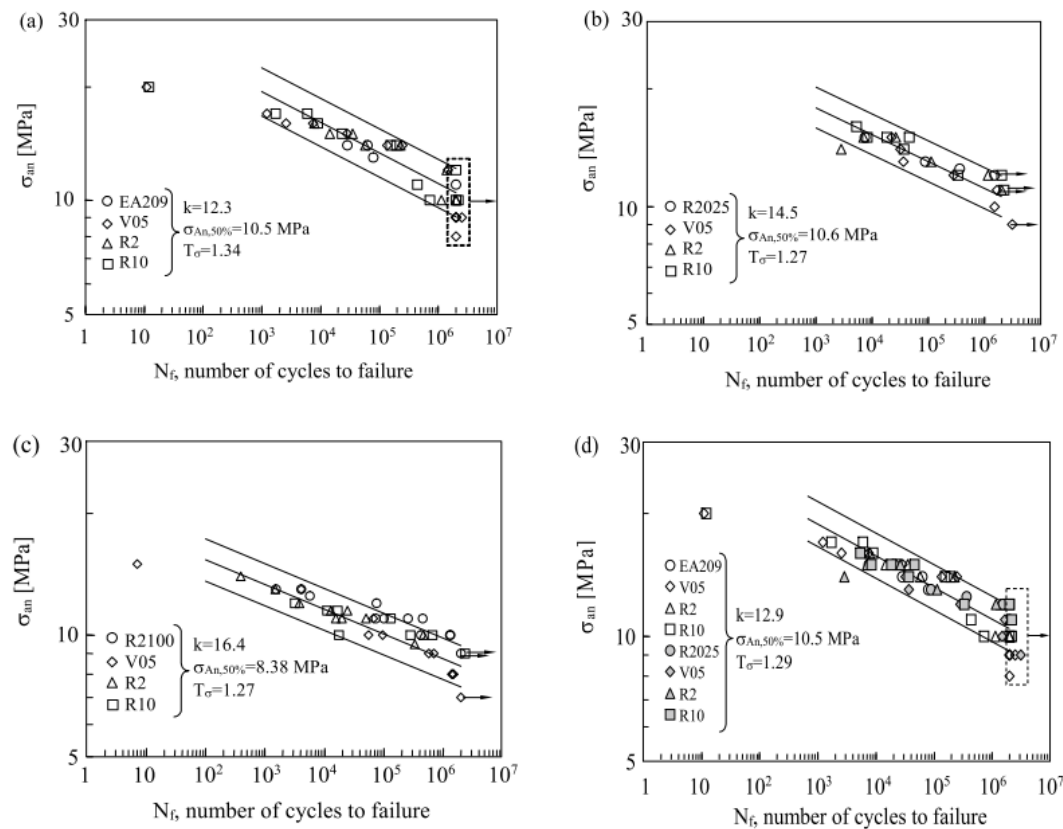 (a)
30
10
5
σan [MPa]
EA209
V05
R2
R10
k=12.3
σAn,50%=10.5 MPa
Tσ=1.34
1 10 10² 10³ 10⁴ 10⁵ 10⁶ 10⁷
Nf, number of cycles to failure
(b)
30
10
5
σan [MPa]
R2025
V05
R2
R10
k=14.5
σAn,50%=10.6 MPa
Tσ=1.27
1 10 10² 10³ 10⁴ 10⁵ 10⁶ 10⁷
Nf, number of cycles to failure
(c)
30
10
5
σan [MPa]
R2100
V05
R2
R10
k=16.4
σAn,50%=8.38 MPa
Tσ=1.27
1 10 10² 10³ 10⁴ 10⁵ 10⁶ 10⁷
Nf, number of cycles to failure
(d)
30
10
5
σan [MPa]
EA209
V05
R2
R10
R2025
V05
R2
R10
k=12.9
σAn,50%=10.5 MPa
Tσ=1.29
1 10 10² 10³ 10⁴ 10⁵ 10⁶ 10⁷
Nf, number of cycles to failure